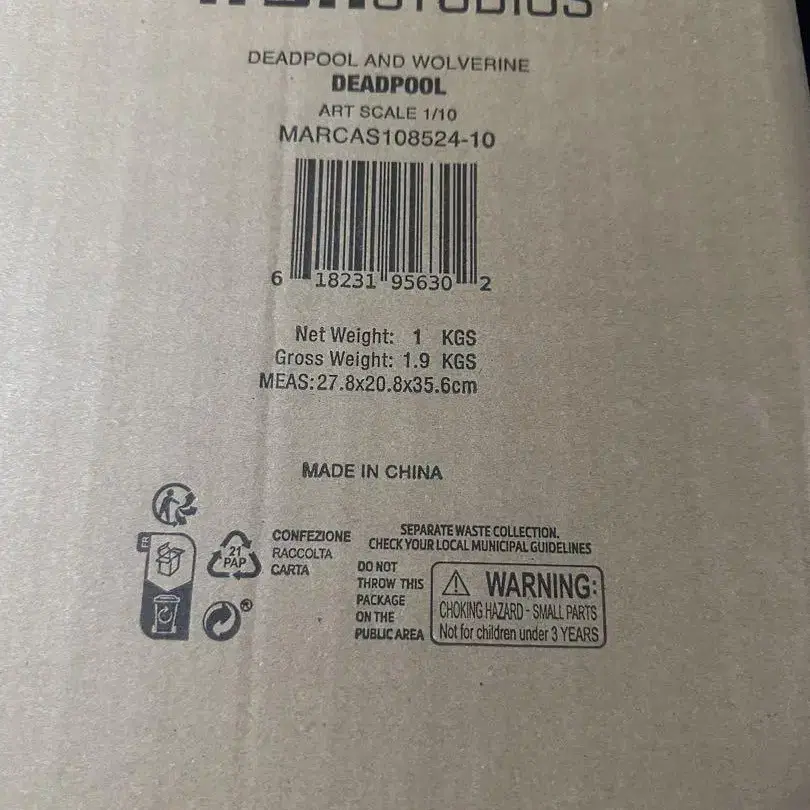 STUDIOS
DEADPOOL AND WOLVERINE
DEADPOOL
ART SCALE 1/10
MARCAS108524-10
6 18231 95630 2
Net Weight: 1 KGS
Gross Weight: 1.9 KGS
MEAS:27.8x20.8x35.6cm
MADE IN CHINA
FR
21
PAP
CONFEZIONE
RACCOLTA
CARTA
SEPARATE WASTE COLLECTION.
CHECK YOUR LOCAL MUNICIPAL GUIDELINES
DO NOT
THROW THIS
PACKAGE
ON THE
PUBLIC AREA
WARNING:
CHOKING HAZARD - SMALL PARTS
Not for children under 3 YEARS
®